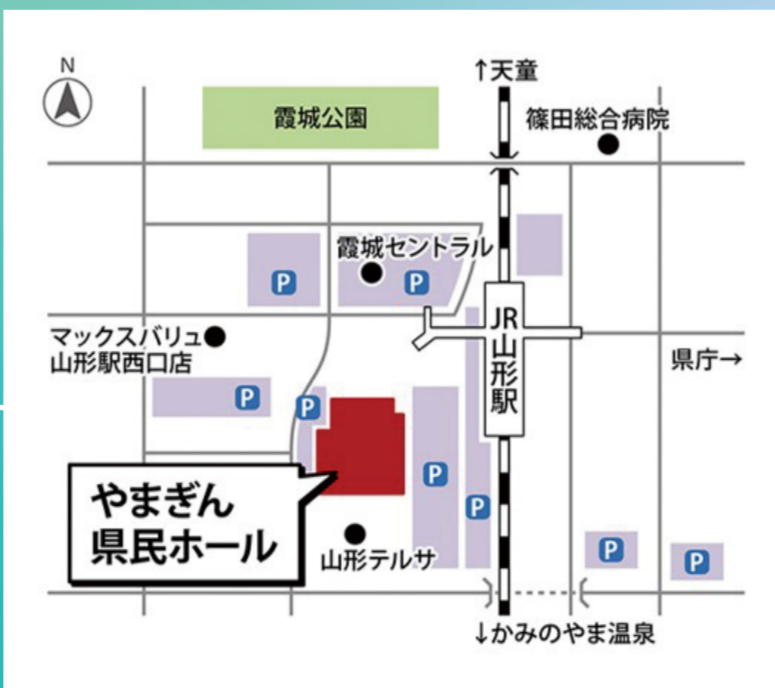 N
↑天童
霞城公園
篠田総合病院
霞城セントラル
P
P
マックスバリュ
山形駅西口店
JR
山形駅
県庁→
P
P
P
P
やまぎん
県民ホール
山形テルサ
P
P
↓かみのやま温泉